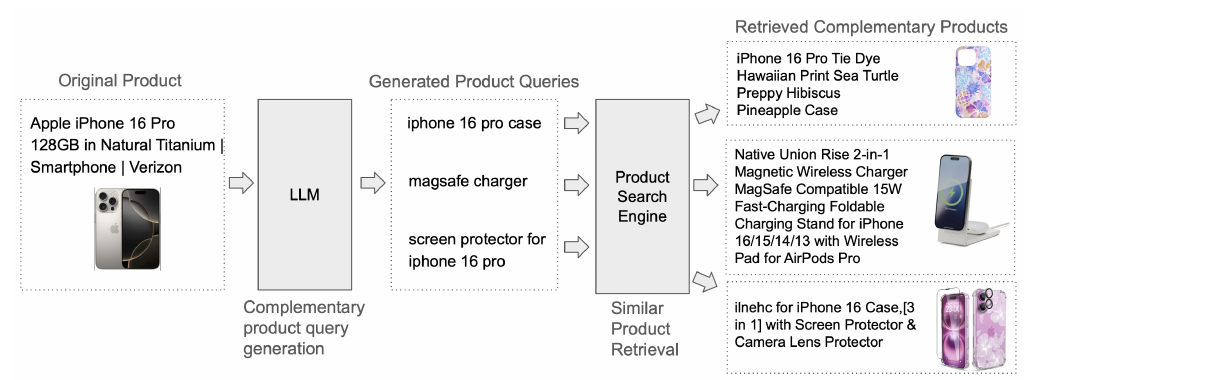 Original Product
Apple iPhone 16 Pro
128GB in Natural Titanium |
Smartphone | Verizon
LLM
Complementary
product query
generation
Generated Product Queries
iphone 16 pro case
magsafe charger
screen protector for
iphone 16 pro
Product
Search
Engine
Similar
Product
Retrieval
Retrieved Complementary Products
iPhone 16 Pro Tie Dye
Hawaiian Print Sea Turtle
Preppy Hibiscus
Pineapple Case
Native Union Rise 2-in-1
Magnetic Wireless Charger
MagSafe Compatible 15W
Fast-Charging Foldable
Charging Stand for iPhone
16/15/14/13 with Wireless
Pad for AirPods Pro
ilnehc for iPhone 16 Case,[3
in 1] with Screen Protector &
Camera Lens Protector